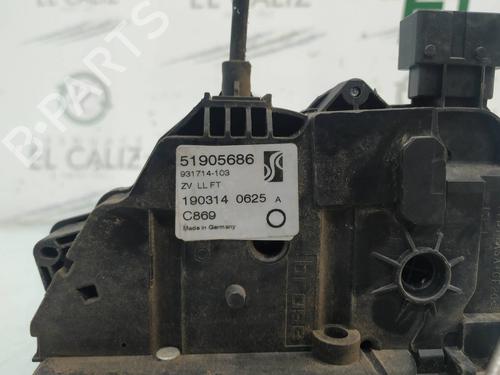 51905686
931714-103
ZV LL FT
190314 0625 A
C869
Made in Germany
B-PARTS
EL CALIZ